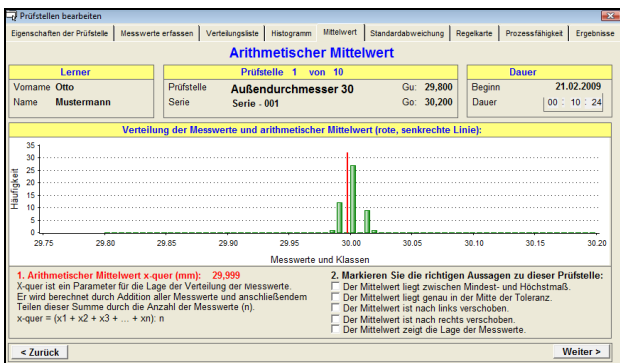 Prüfstellen bearbeiten
Eigenschaften der Prüfstelle Messwerte erfassen Verteilungsliste Histogramm Mittelwert Standardabweichung Regelkarte Prozessfähigkeit Ergebnisse
Arithmetischer Mittelwert
Lerner
Vorname Otto
Name Mustermann
Prüfstelle 1 von 10
Prüfstelle Außendurchmesser 30 Gu: 29,800
Serie Serie - 001 Go: 30,200
Dauer
Beginn 21.02.2009
Dauer 00 : 10 : 24
Verteilung der Messwerte und arithmetischer Mittelwert (rote, senkrechte Linie):
Häufigkeit
35
30
25
20
15
10
5
0
29.75 29.80 29.85 29.90 29.95 30.00 30.05 30.10 30.15 30.20
Messwerte und Klassen
1. Arithmetischer Mittelwert x-quer (mm): 29,999
X-quer ist ein Parameter für die Lage der Verteilung der Messwerte.
Er wird berechnet durch Addition aller Messwerte und anschließendem
Teilen dieser Summe durch die Anzahl der Messwerte (n).
x-quer = (x1 + x2 + x3 + ... + xn): n
2. Markieren Sie die richtigen Aussagen zu dieser Prüfstelle:
Der Mittelwert liegt zwischen Mindest- und Höchstmaß.
Der Mittelwert liegt genau in der Mitte der Toleranz.
Der Mittelwert ist nach links verschoben.
Der Mittelwert ist nach rechts verschoben.
Der Mittelwert zeigt die Lage der Messwerte.
< Zurück
Weiter >